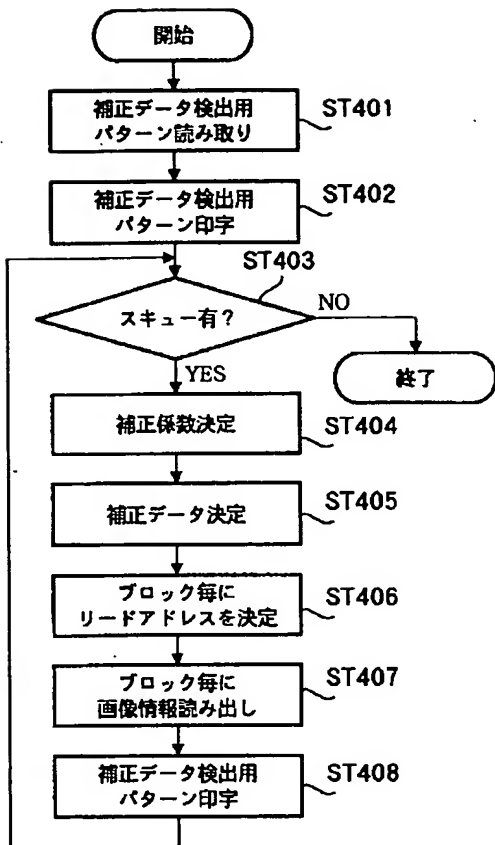 開始
補正データ検出用
パターン読み取り
ST401
補正データ検出用
パターン印字
ST402
ST403
スキュー有？
NO
YES
終了
補正係数決定
ST404
補正データ決定
ST405
ブロック毎に
リードアドレスを決定
ST406
ブロック毎に
画像情報読み出し
ST407
補正データ検出用
パターン印字
ST408